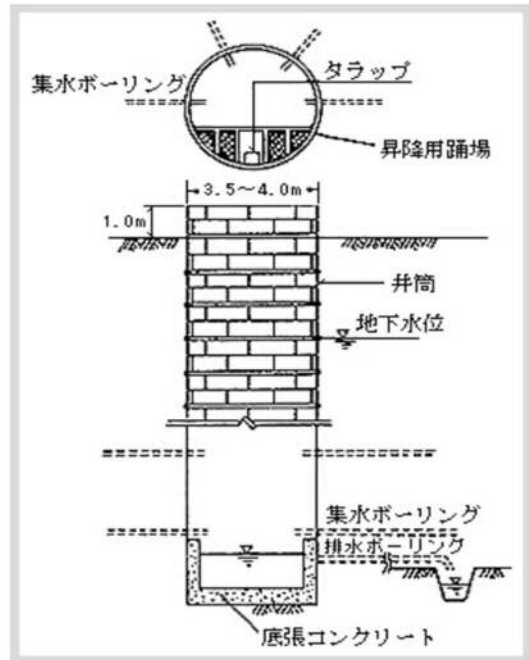 集水ボーリング
タラップ
昇降用踊場
3.5～4.0m
1.0m
井筒
地下水位
集水ボーリング
排水ボーリング
底張コンクリート